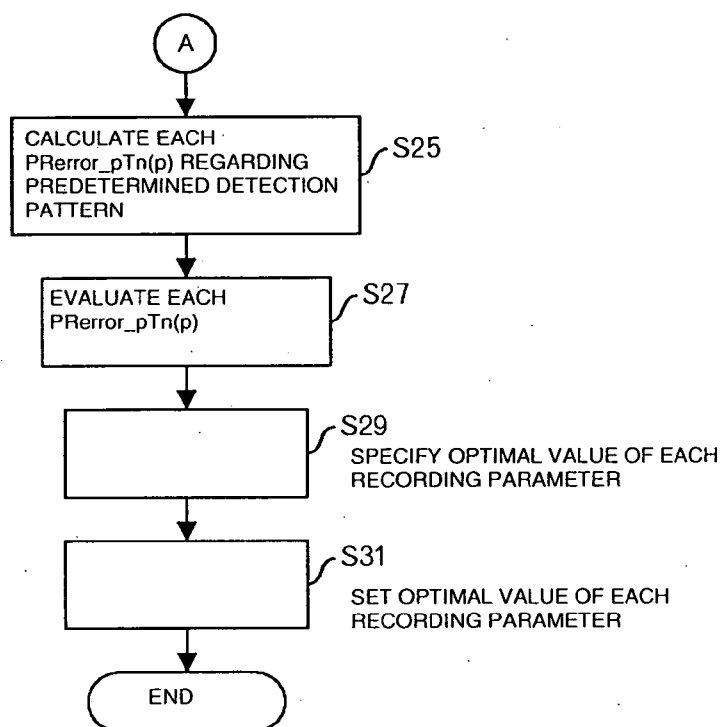 A
CALCULATE EACH
PRerror_pTn(p) REGARDING
PREDETERMINED DETECTION
PATTERN
S25
EVALUATE EACH
PRerror_pTn(p)
S27
S29
SPECIFY OPTIMAL VALUE OF EACH
RECORDING PARAMETER
S31
SET OPTIMAL VALUE OF EACH
RECORDING PARAMETER
END